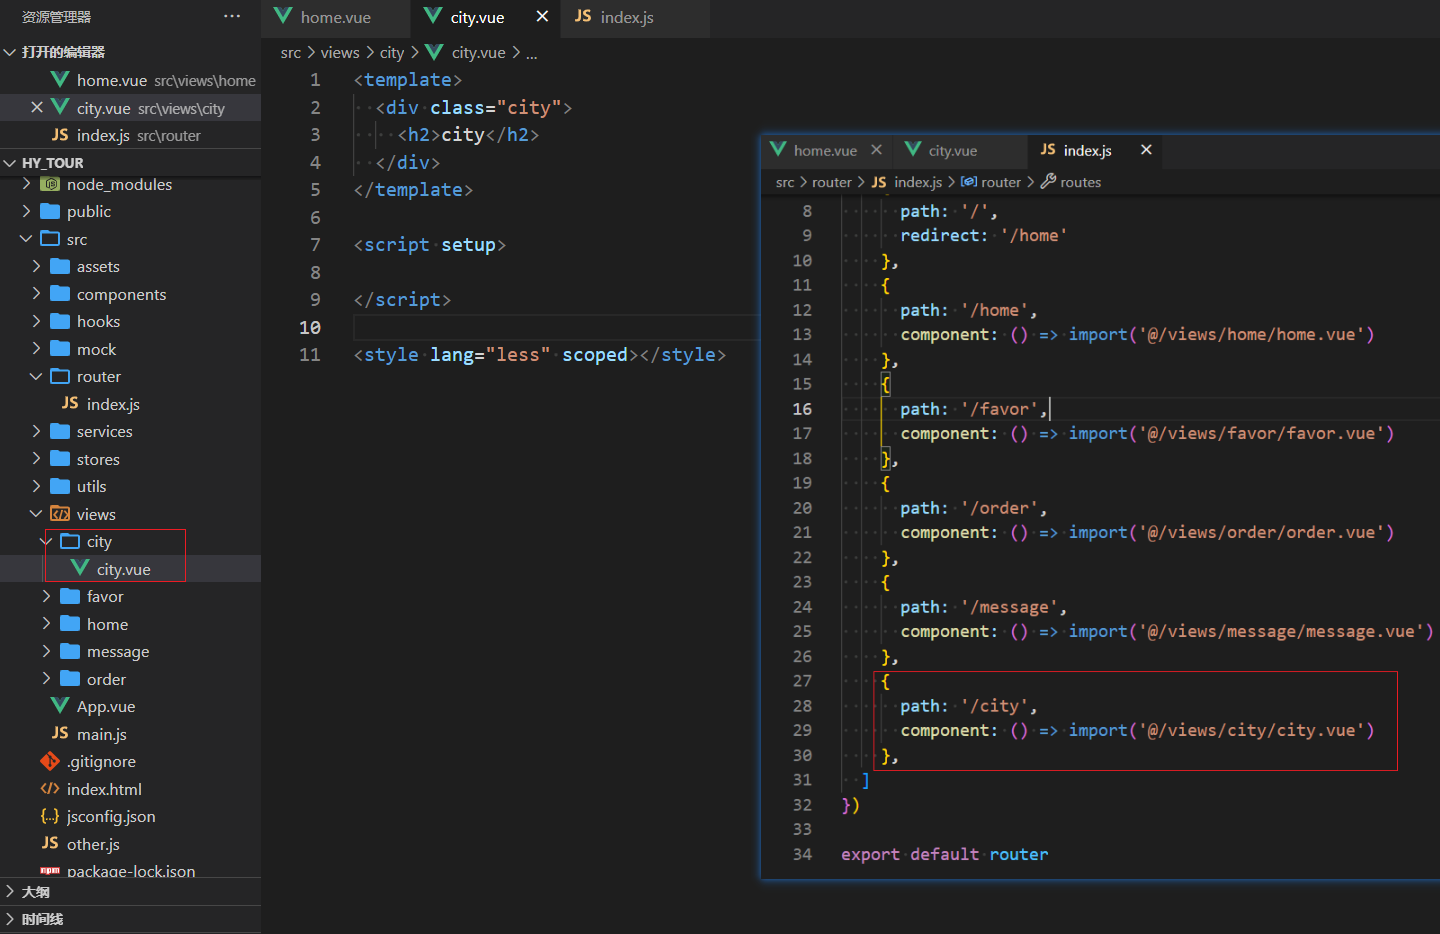 资源管理器 ...
打开的编辑器
home.vue src\views\home
city.vue src\views\city
JS index.js src\router
HY_TOUR
node_modules
public
src
assets
components
hooks
mock
router
JS index.js
services
stores
utils
views
city
city.vue
favor
home
message
order
App.vue
JS main.js
.gitignore
index.html
jsconfig.json
JS other.js
npm package-lock.json
大纲
时间线
home.vue city.vue JS index.js
src > views > city > city.vue > ...
1 <template>
2 <div class="city">
3 <h2>city</h2>
4 </div>
5 </template>
6
7 <script setup>
8
9 </script>
10
11 <style lang="less" scoped></style>
home.vue city.vue JS index.js
src > router > JS index.js > router > routes
8 path: '/',
9 redirect: '/home'
10 },
11 {
12 path: '/home',
13 component: () => import('@/views/home/home.vue')
14 },
15 {
16 path: '/favor',
17 component: () => import('@/views/favor/favor.vue')
18 },
19 {
20 path: '/order',
21 component: () => import('@/views/order/order.vue')
22 },
23 {
24 path: '/message',
25 component: () => import('@/views/message/message.vue')
26 },
27 {
28 path: '/city',
29 component: () => import('@/views/city/city.vue')
30 },
31 ]
32 })
33
34 export default router